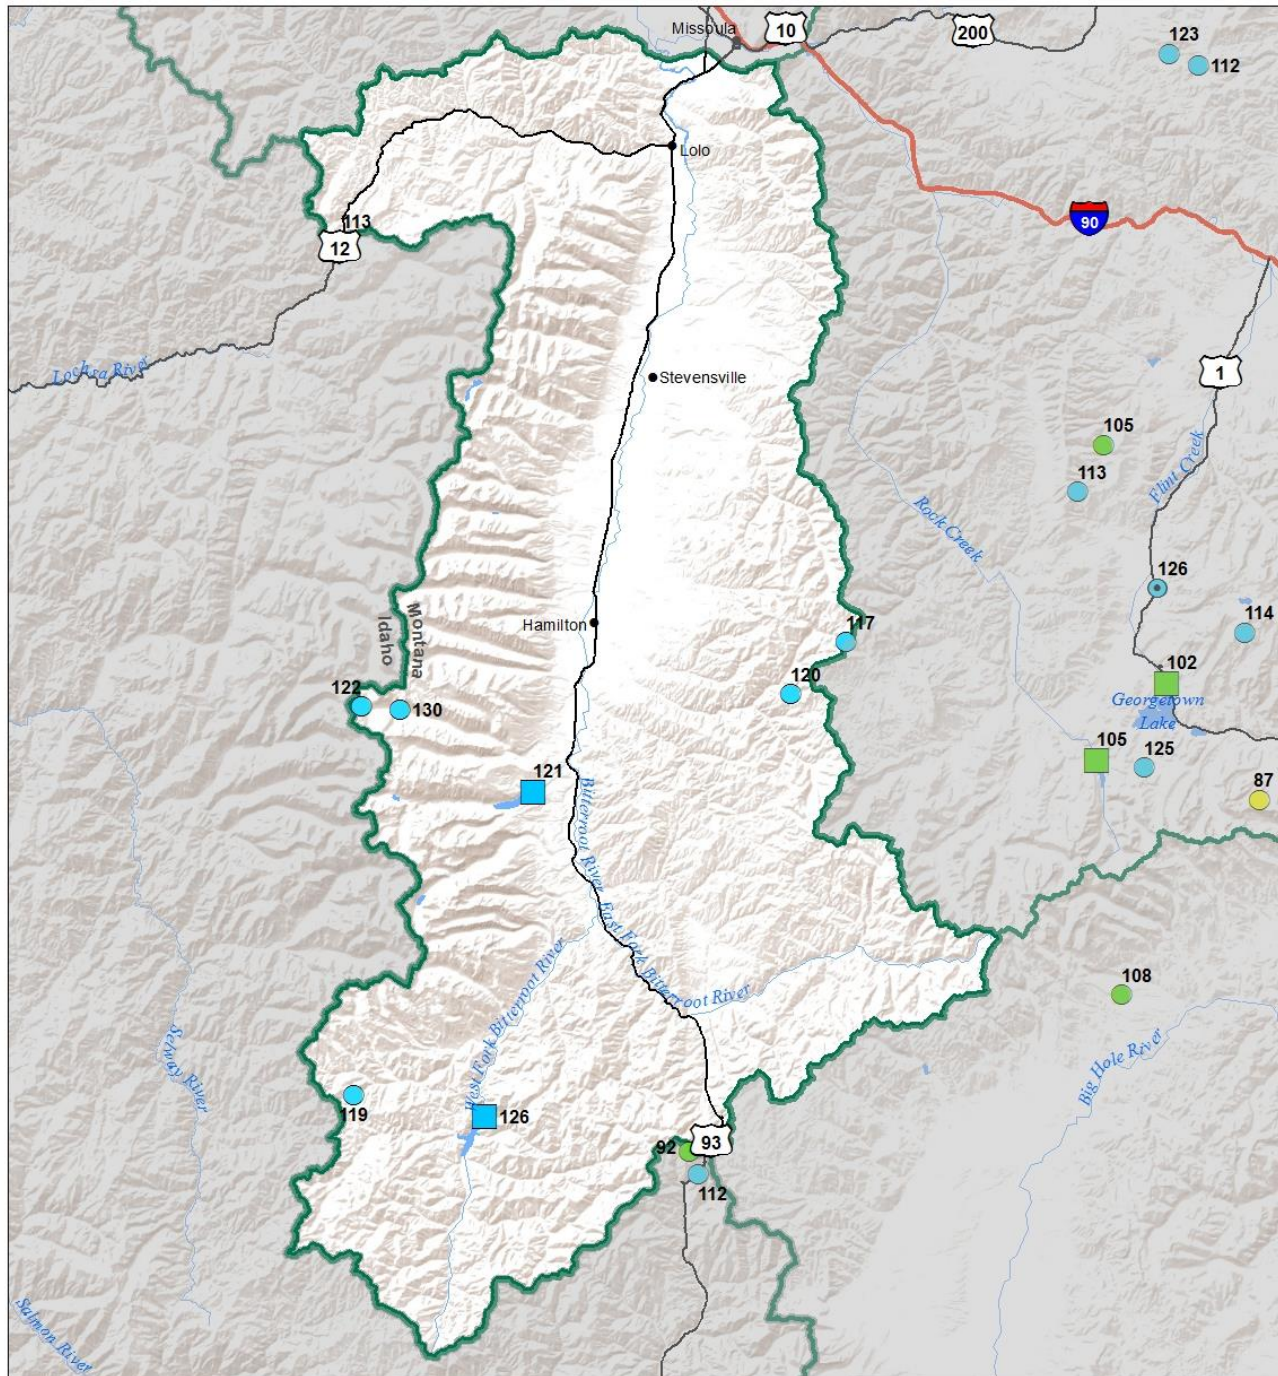 Missoula
10
200
123
112
Lolo
113
12
90
Lochsa River
1
Stevensville
105
113
Flint Creek
Rock Creek
126
114
Montana
Idaho
Hamilton
117
102
120
122
130
Georgetown
Lake
105
125
121
87
Bitterroot River
East Fork Bitterroot River
West Fork Bitterroot River
108
Selway River
Big Hole River
119
126
93
92
112
Salmon River